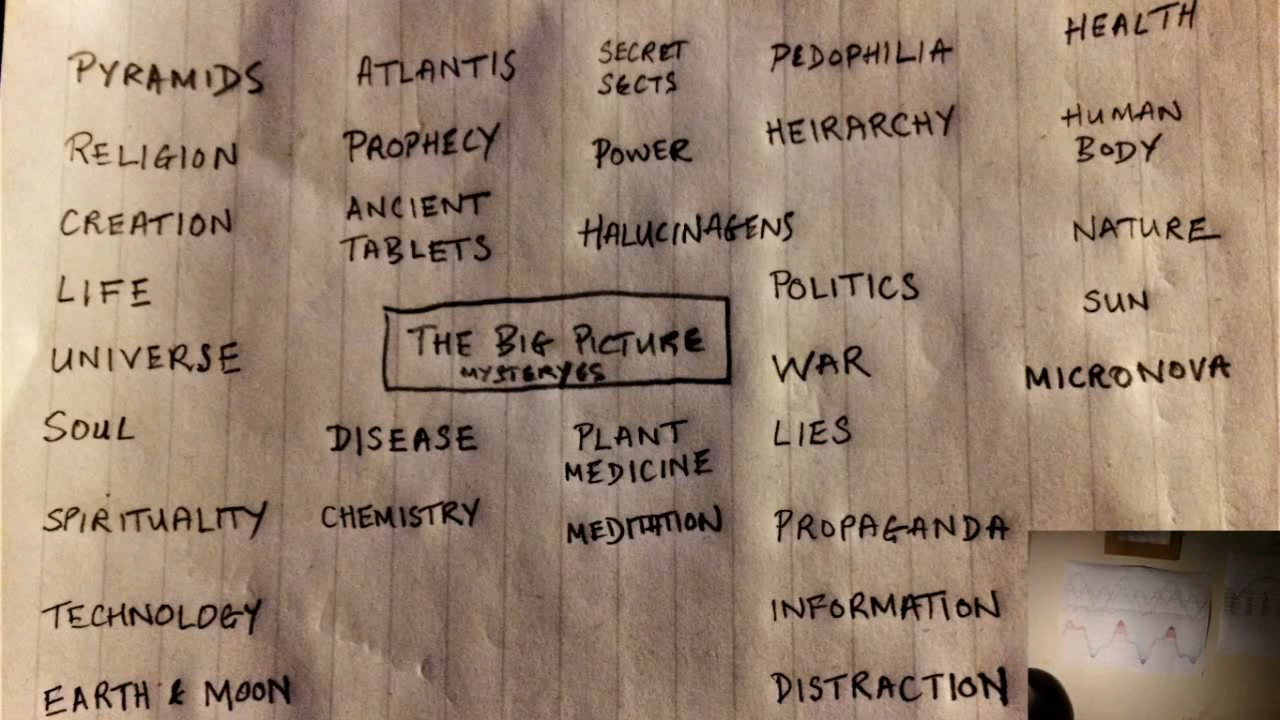 PYRAMIDS
RELIGION
CREATION
LIFE
UNIVERSE
SOUL
SPIRITUALITY
TECHNOLOGY
EARTH & MOON
ATLANTIS
PROPHECY
ANCIENT
TABLETS
SECRET
SECTS
POWER
HALUCINAGENS
THE BIG PICTURE
MYSTERYES
DISEASE
CHEMISTRY
PLANT
MEDICINE
MEDITATION
PEDOPHILIA
HEIRARCHY
POLITICS
WAR
LIES
PROPAGANDA
INFORMATION
DISTRACTION
HEALTH
HUMAN
BODY
NATURE
SUN
MICRONOVA